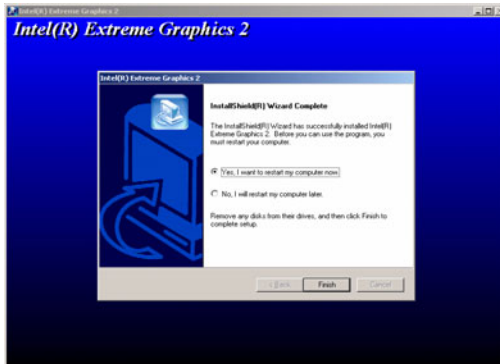 Intel(R) Extreme Graphics 2
Intel(R) Extreme Graphics 2
Intel(R) Extreme Graphics 2
InstallShield(R) Wizard Complete
The InstallShield(R) Wizard has successfully installed Intel(R)
Extreme Graphics 2. Before you can use the program, you
must restart your computer.
Yes, I want to restart my computer now.
No, I will restart my computer later.
Remove any disks from their drives, and then click Finish to
complete setup.
< Back Finish Cancel